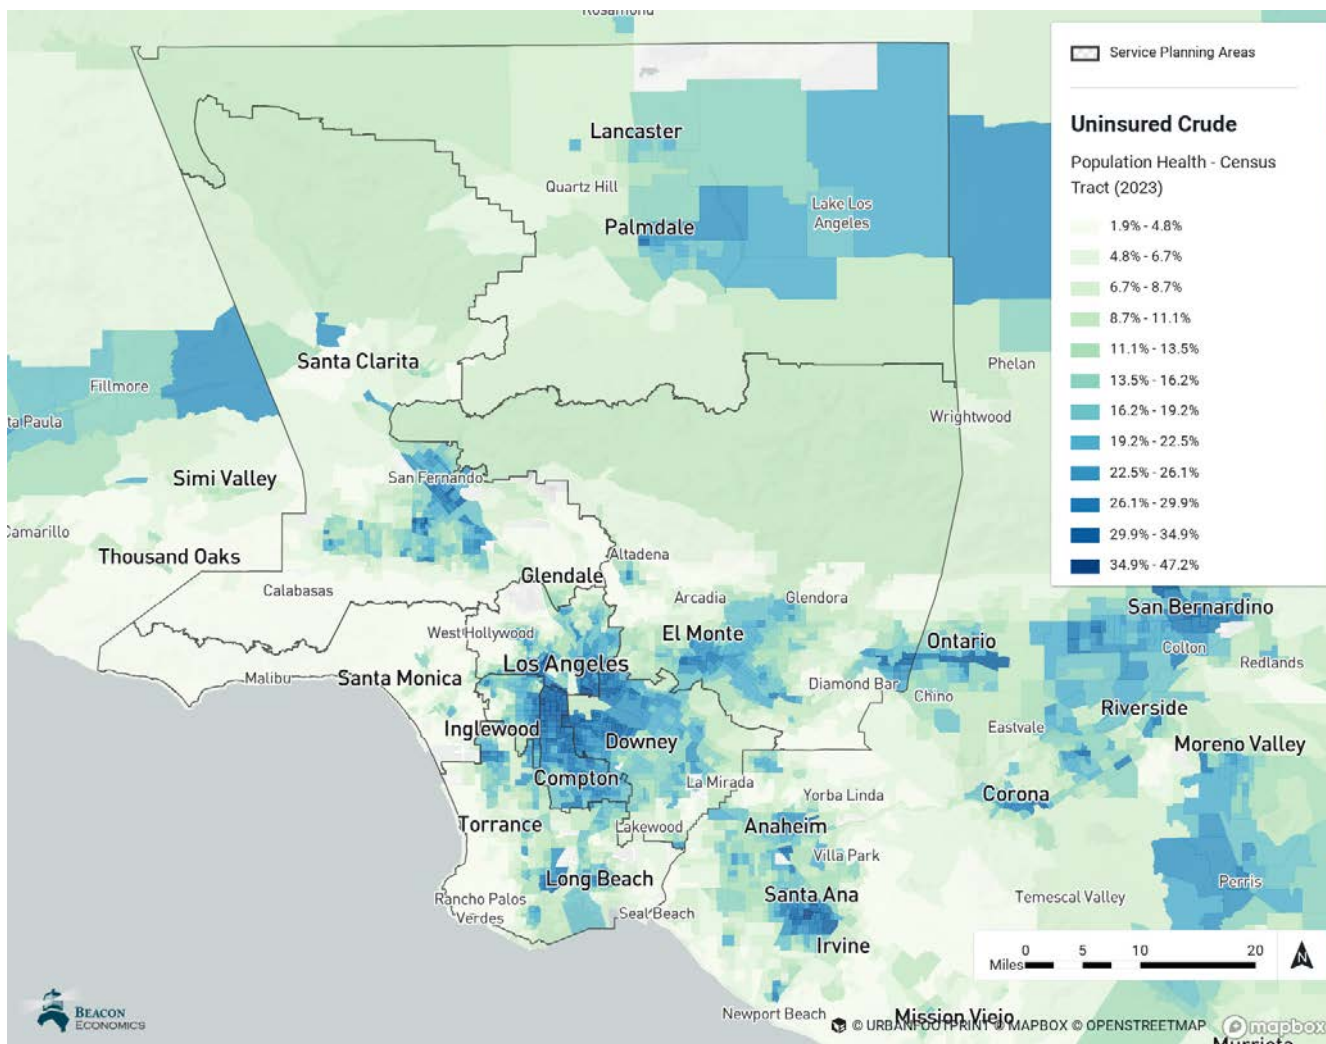 Rosamond
Service Planning Areas
Uninsured Crude
Population Health - Census
Tract (2023)
1.9% - 4.8%
4.8% - 6.7%
6.7% - 8.7%
8.7% - 11.1%
11.1% - 13.5%
13.5% - 16.2%
16.2% - 19.2%
19.2% - 22.5%
22.5% - 26.1%
26.1% - 29.9%
29.9% - 34.9%
34.9% - 47.2%
Lancaster
Quartz Hill
Lake Los
Angeles
Palmdale
Santa Clarita
Phelan
Fillmore
ta Paula
Wrightwood
Simi Valley
San Fernando
Camarillo
Thousand Oaks
Altadena
Calabasas
Glendale
Arcadia
Glendora
San Bernardino
West Hollywood
El Monte
Ontario
Colton
Redlands
Los Angeles
Malibu
Santa Monica
Diamond Bar
Chino
Riverside
Inglewood
Downey
Eastvale
Moreno Valley
Compton
La Mirada
Yorba Linda
Corona
Torrance
Lakewood
Anaheim
Villa Park
Long Beach
Santa Ana
Perris
Rancho Palos
Verdes
Seal Beach
Temescal Valley
Irvine
0 5 10 20
Miles
N
BEACON
ECONOMICS
Newport Beach
Mission Viejo
© URBANFOOTPRINT © MAPBOX © OPENSTREETMAP
mapbox
Murrieta